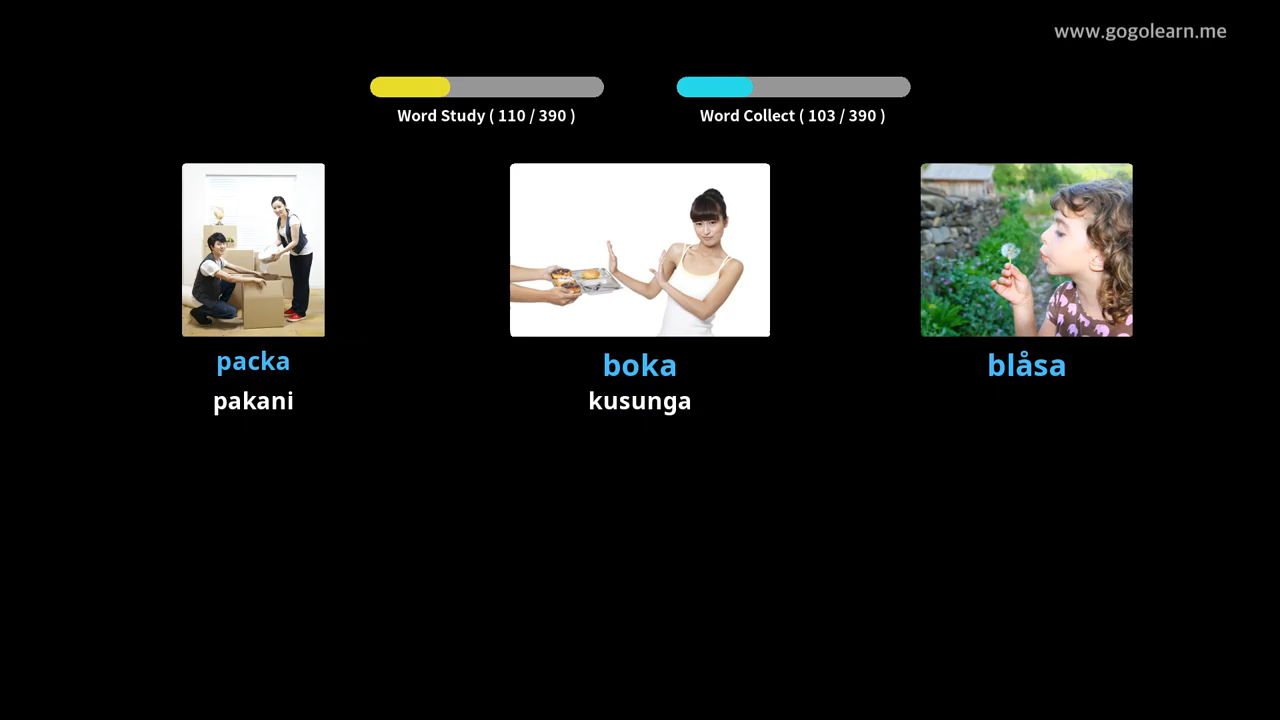 www.gogolearn.me
Word Study ( 110 / 390 )
Word Collect ( 103 / 390 )
packa
pakani
boka
kusunga
blåsa